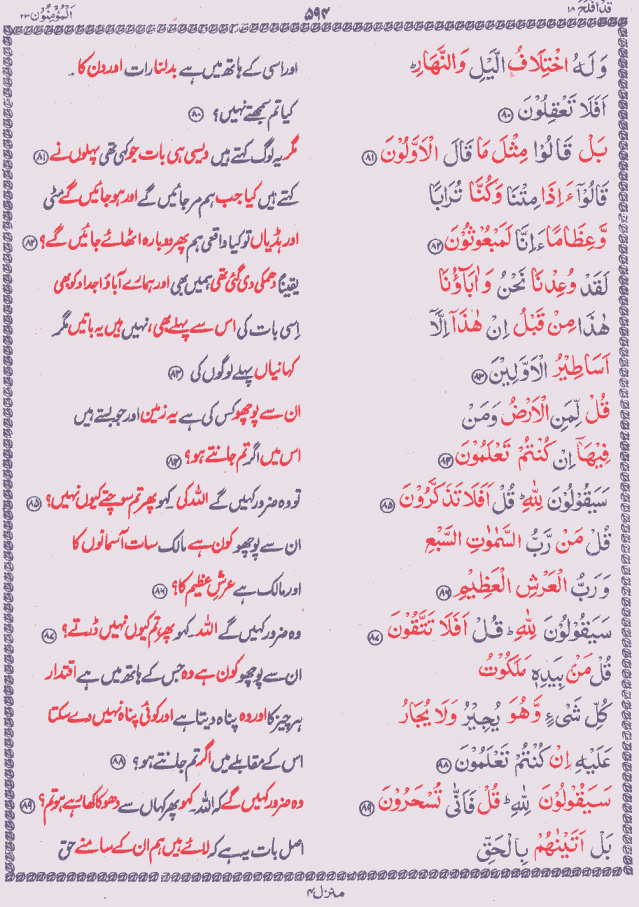 قَدْ اَفْلَحَ ۱۸
۵۹۴
اَلْمُؤْمِنُوْن ۲۳
وَلَهُ اخْتِلَافُ الَّيْلِ وَالنَّهَارِ ؕ
اور اسی کے ہاتھ میں ہے بدلنا رات اور دن کا۔
اَفَلَا تَعْقِلُوْنَ ﴿۸۰﴾
کیا تم سمجھتے نہیں؟ ﴿۸۰﴾
بَلْ قَالُوْا مِثْلَ مَا قَالَ الْاَوَّلُوْنَ ﴿۸۱﴾
مگر یہ لوگ کہتے ہیں ویسی ہی بات جو کہی تھی پہلوں نے ﴿۸۱﴾
قَالُوْۤا ءَاِذَا مِتْنَا وَكُنَّا تُرَابًا
کہتے ہیں کیا جب ہم مر جائیں گے اور ہو جائیں گے مٹی
وَّعِظَامًا ءَاِنَّا لَمَبْعُوْثُوْنَ ﴿۸۲﴾
اور ہڈیاں تو کیا واقعی ہم پھر دوبارہ اٹھائے جائیں گے؟ ﴿۸۲﴾
لَقَدْ وُعِدْنَا نَحْنُ وَاٰبَآؤُنَا
یقیناً دھمکی دی گئی تھی ہمیں بھی اور ہمارے آباؤ اجداد کو بھی
هٰذَا مِنْ قَبْلُ اِنْ هٰذَاۤ اِلَّاۤ
اِسی بات کی اس سے پہلے بھی، نہیں ہیں یہ باتیں مگر
اَسَاطِيْرُ الْاَوَّلِيْنَ ﴿۸۳﴾
کہانیاں پہلے لوگوں کی ﴿۸۳﴾
قُلْ لِّمَنِ الْاَرْضُ وَمَنْ
ان سے پوچھو کس کی ہے یہ زمین اور جو بستے ہیں
فِيْهَاۤ اِنْ كُنْتُمْ تَعْلَمُوْنَ ﴿۸۴﴾
اس میں اگر تم جانتے ہو؟ ﴿۸۴﴾
سَيَقُوْلُوْنَ لِلّٰهِ ؕ قُلْ اَفَلَا تَذَكَّرُوْنَ ﴿۸۵﴾
تو وہ ضرور کہیں گے اللہ کی۔ کہو پھر تم سوچتے کیوں نہیں؟ ﴿۸۵﴾
قُلْ مَنْ رَّبُّ السَّمٰوٰتِ السَّبْعِ
ان سے پوچھو کون ہے مالک سات آسمانوں کا
وَرَبُّ الْعَرْشِ الْعَظِيْمِ ﴿۸۶﴾
اور مالک ہے عرشِ عظیم کا؟ ﴿۸۶﴾
سَيَقُوْلُوْنَ لِلّٰهِ ؕ قُلْ اَفَلَا تَتَّقُوْنَ ﴿۸۷﴾
وہ ضرور کہیں گے اللہ۔ کہو پھر تم کیوں نہیں ڈرتے؟ ﴿۸۷﴾
قُلْ مَنْۢ بِيَدِهٖ مَلَكُوْتُ
ان سے پوچھو کون ہے وہ جس کے ہاتھ میں ہے اقتدار
كُلِّ شَيْءٍ وَّهُوَ يُجِيْرُ وَلَا يُجَارُ
ہر چیز کا اور وہ پناہ دیتا ہے اور کوئی پناہ نہیں دے سکتا
عَلَيْهِ اِنْ كُنْتُمْ تَعْلَمُوْنَ ﴿۸۸﴾
اس کے مقابلے میں اگر تم جانتے ہو؟ ﴿۸۸﴾
سَيَقُوْلُوْنَ لِلّٰهِ ؕ قُلْ فَاَنّٰى تُسْحَرُوْنَ ﴿۸۹﴾
وہ ضرور کہیں گے کہ اللہ۔ کہو پھر کہاں سے دھوکا کھا رہے ہو تم؟ ﴿۸۹﴾
بَلْ اَتَيْنٰهُمْ بِالْحَقِّ
اصل بات یہ ہے کہ لائے ہیں ہم ان کے سامنے حق
منزل ۴